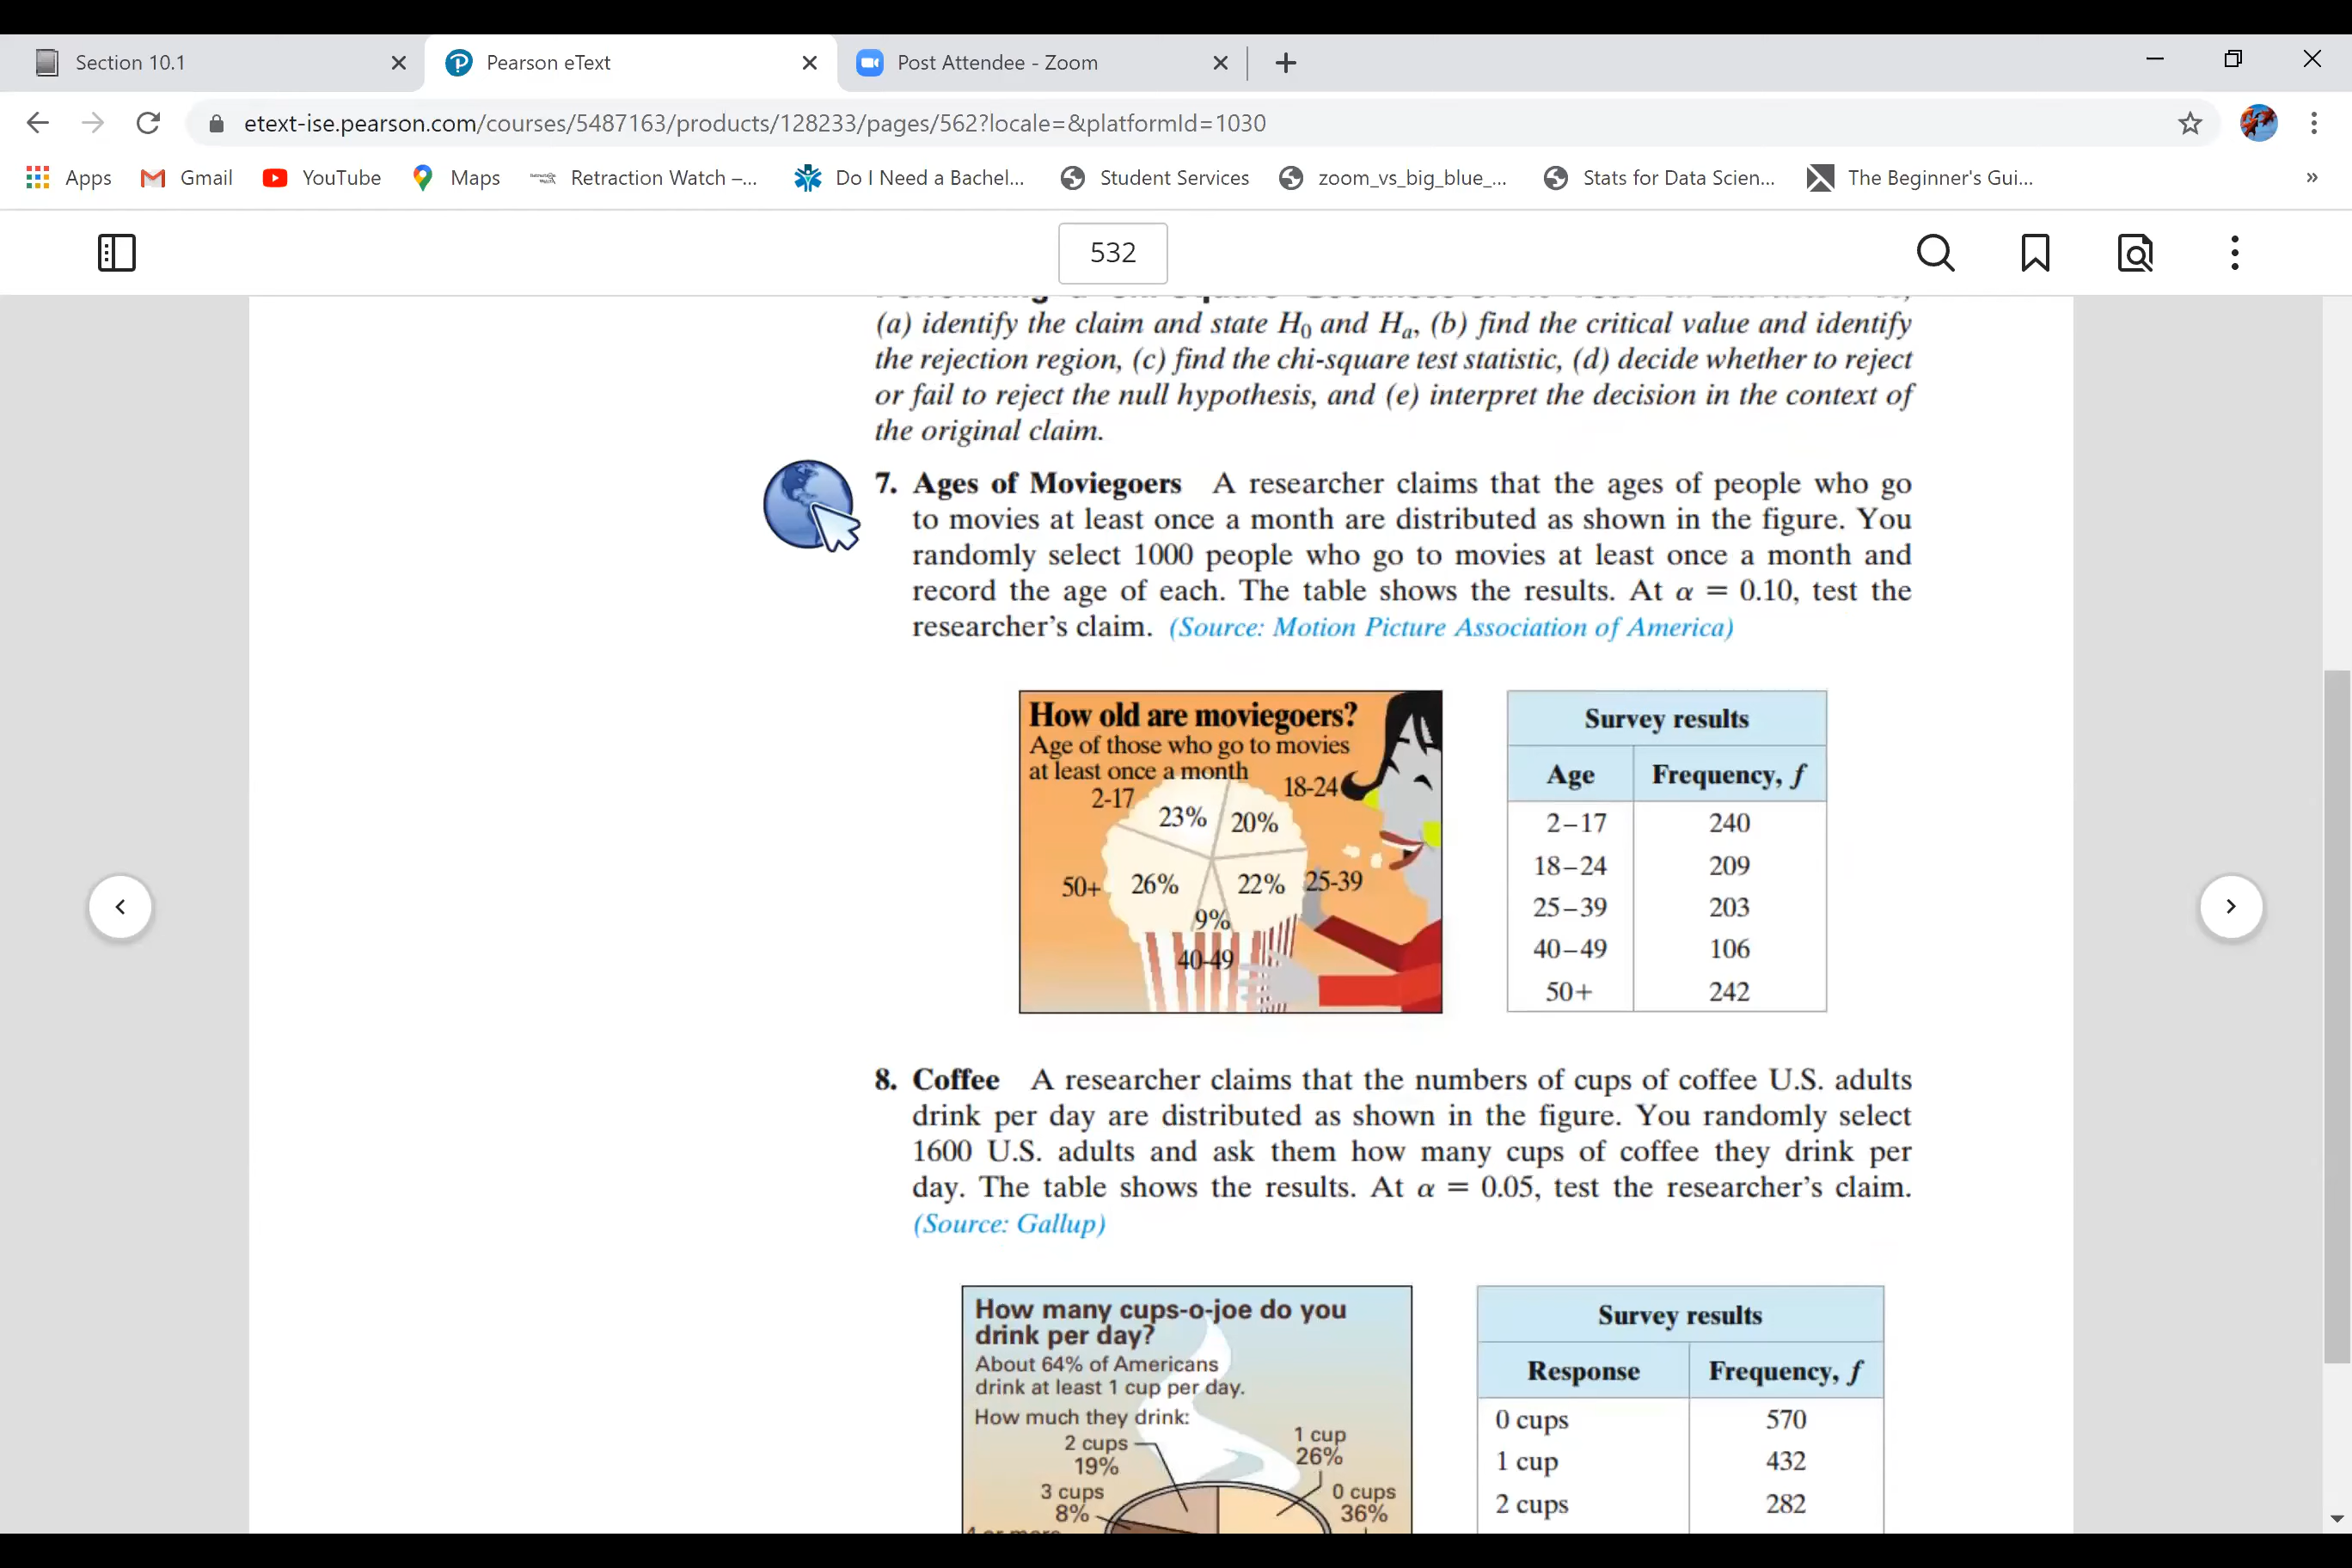 Section 10.1
Pearson eText
Post Attendee - Zoom
etext-ise.pearson.com/courses/5487163/products/128233/pages/562?locale=&platformId=1030
Apps
Gmail
YouTube
Maps
Retraction Watch –...
Do I Need a Bachel...
Student Services
zoom_vs_big_blue_...
Stats for Data Scien...
The Beginner's Gui...
»
532
(a) identify the claim and state H0 and Ha, (b) find the critical value and identify
the rejection region, (c) find the chi-square test statistic, (d) decide whether to reject
or fail to reject the null hypothesis, and (e) interpret the decision in the context of
the original claim.
7. Ages of Moviegoers A researcher claims that the ages of people who go
to movies at least once a month are distributed as shown in the figure. You
randomly select 1000 people who go to movies at least once a month and
record the age of each. The table shows the results. At α = 0.10, test the
researcher's claim. (Source: Motion Picture Association of America)
How old are moviegoers?
Age of those who go to movies
at least once a month
18-24
2-17
23%
20%
50+
26%
22%
25-39
9%
40-49
Survey results
Age Frequency, f
2–17 240
18–24 209
25–39 203
40–49 106
50+ 242
8. Coffee A researcher claims that the numbers of cups of coffee U.S. adults
drink per day are distributed as shown in the figure. You randomly select
1600 U.S. adults and ask them how many cups of coffee they drink per
day. The table shows the results. At α = 0.05, test the researcher's claim.
(Source: Gallup)
How many cups-o-joe do you
drink per day?
About 64% of Americans
drink at least 1 cup per day.
How much they drink:
2 cups
19%
1 cup
26%
3 cups
8%
0 cups
36%
Survey results
Response Frequency, f
0 cups 570
1 cup 432
2 cups 282